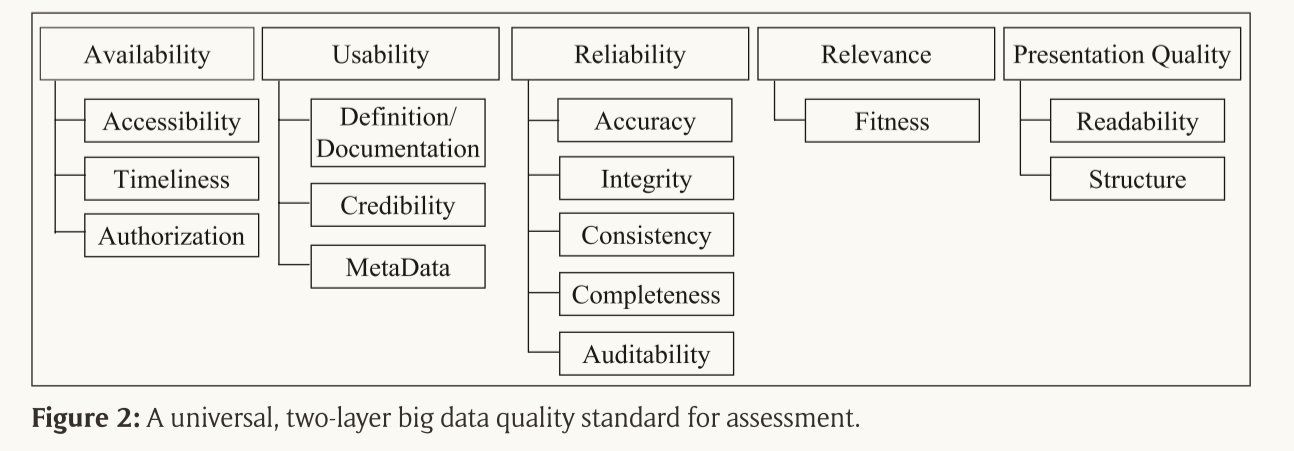 Availability
Accessibility
Timeliness
Authorization
Usability
Definition/
Documentation
Credibility
MetaData
Reliability
Accuracy
Integrity
Consistency
Completeness
Auditability
Relevance
Fitness
Presentation Quality
Readability
Structure
Figure 2: A universal, two-layer big data quality standard for assessment.